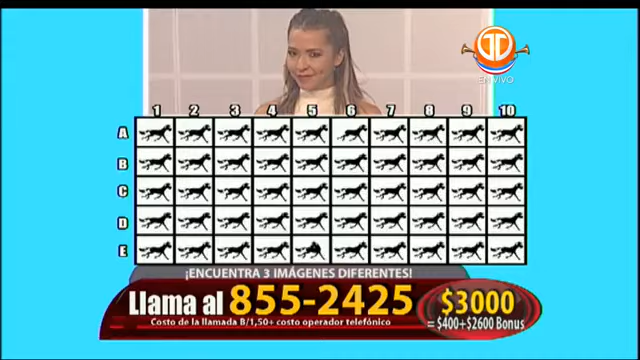 EN VIVO
1 2 3 4 5 6 7 8 9 10
A
B
C
D
E
¡ENCUENTRA 3 IMÁGENES DIFERENTES!
Llama al 855-2425
Costo de la llamada B/1,50+ costo operador telefónico
$3000
= $400+$2600 Bonus